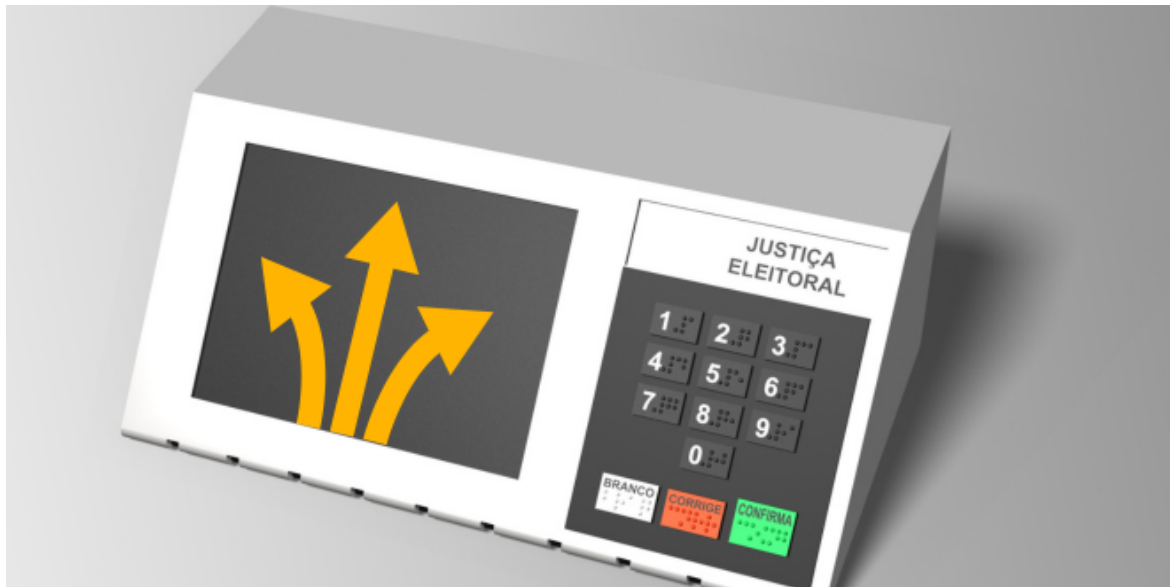 JUSTIÇA
ELEITORAL
1 2 3
4 5 6
7 8 9
0
BRANCO CORRIGE CONFIRMA